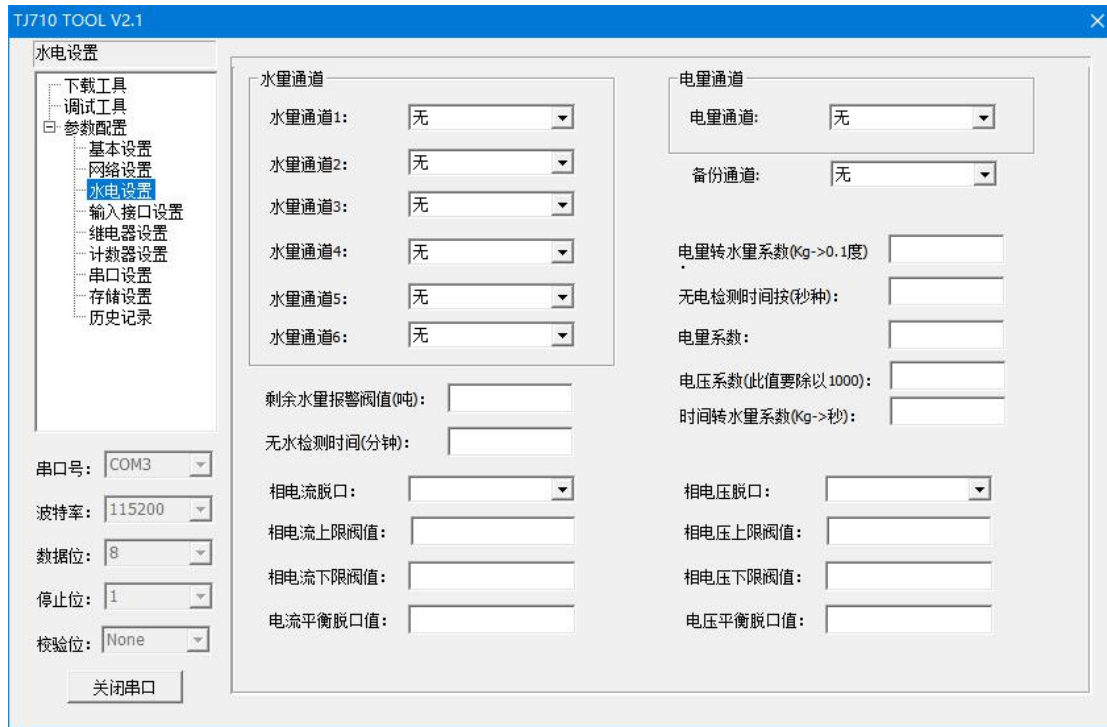 TJ710 TOOL V2.1
水电设置
下载工具
调试工具
参数配置
基本设置
网络设置
水电设置
输入接口设置
继电器设置
计数器设置
串口设置
存储设置
历史记录
串口号: COM3
波特率: 115200
数据位: 8
停止位: 1
校验位: None
关闭串口
水量通道
水量通道1: 无
水量通道2: 无
水量通道3: 无
水量通道4: 无
水量通道5: 无
水量通道6: 无
剩余水量报警阀值(吨):
无水检测时间(分钟):
相电流脱口:
相电流上限阀值:
相电流下限阀值:
电流平衡脱口值:
电量通道
电量通道: 无
备份通道: 无
电量转水量系数(Kg->0.1度)
无电检测时间按(秒种):
电量系数:
电压系数(此值要除以1000):
时间转水量系数(Kg->秒):
相电压脱口:
相电压上限阀值:
相电压下限阀值:
电压平衡脱口值: